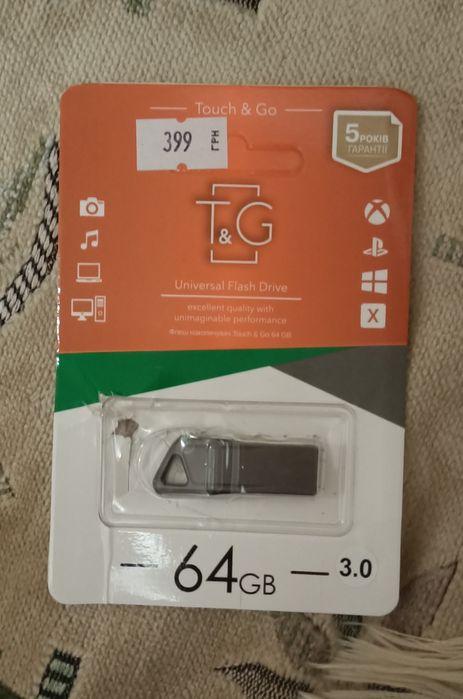 Touch & Go
399 ГРН
5 РОКІВ
ГАРАНТІЇ
T&G
Universal Flash Drive
excellent quality with
unimaginable performance
Флеш накопичувач Touch & Go 64 GB
X
64GB
3.0